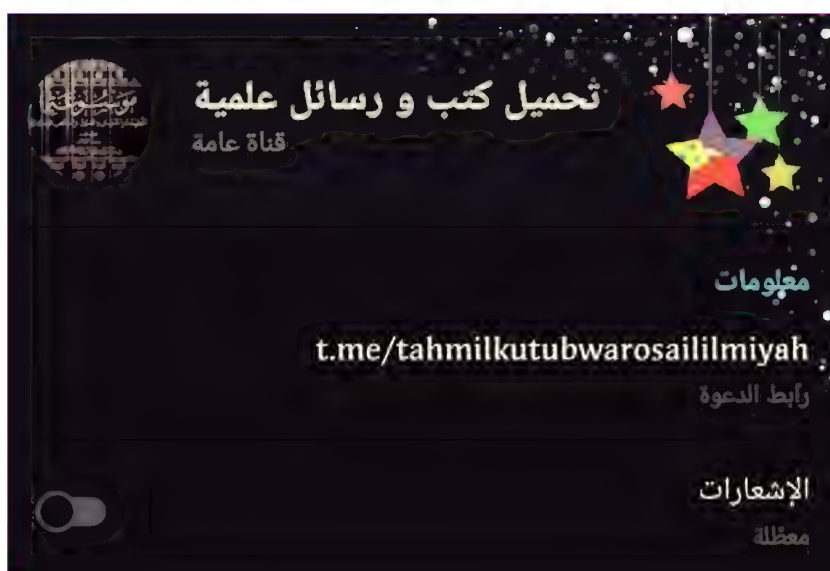 تحميل كتب و رسائل علمية
قناة عامة
معلومات
t.me/tahmilkutubwarosaililmiyah
رابط الدعوة
الإشعارات
معطلة